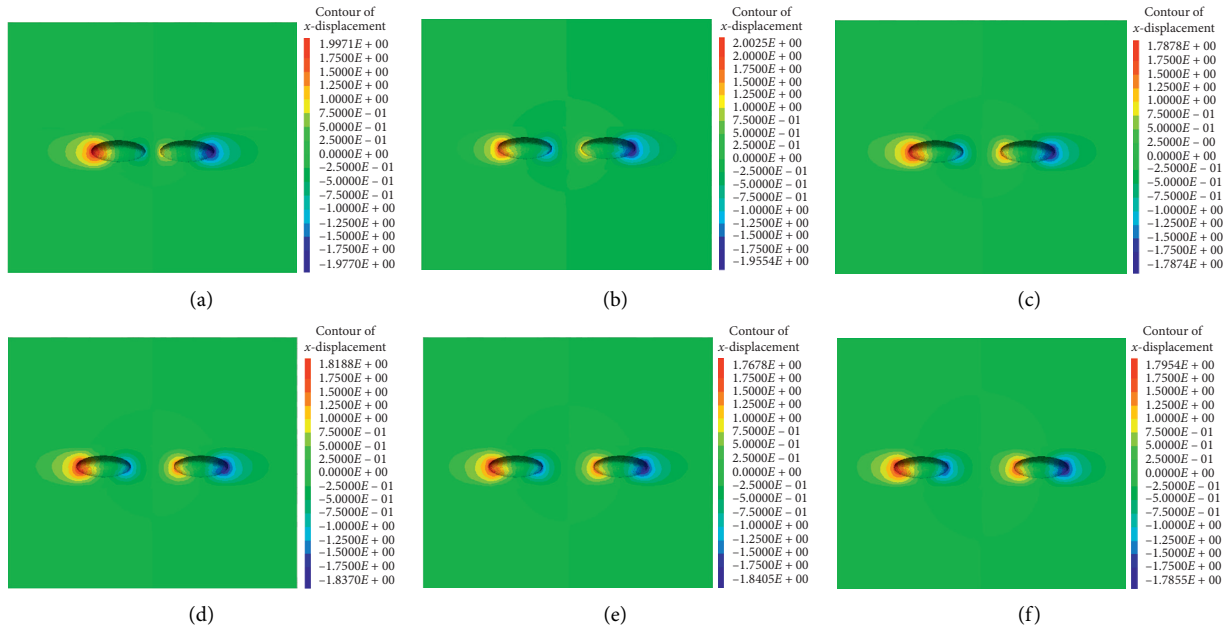 Contour of
x-displacement
1.9971E + 00
1.7500E + 00
1.5000E + 00
1.2500E + 00
1.0000E + 00
7.5000E – 01
5.0000E – 01
0.0000E + 00
–2.5000E – 01
–5.0000E – 01
–7.5000E – 01
–1.0000E + 00
–1.2500E + 00
–1.5000E + 00
–1.7500E + 00
–1.9770E + 00
(a)
Contour of
x-displacement
2.0025E + 00
2.0000E + 00
1.7500E + 00
1.5000E + 00
1.2500E + 00
1.0000E + 00
7.5000E – 01
5.0000E – 01
2.5000E – 01
0.0000E + 00
–2.5000E – 01
–5.0000E – 01
–7.5000E – 01
–1.0000E + 00
–1.5000E + 00
–1.7500E + 00
–1.9554E + 00
(b)
Contour of
x-displacement
1.7878E + 00
1.7500E + 00
1.5000E + 00
1.2500E + 00
1.0000E + 00
7.5000E – 01
5.0000E – 01
2.5000E – 01
0.0000E – 00
–2.5000E – 01
–5.0000E – 01
–7.5000E – 01
–1.0000E + 00
–1.2500E + 00
–1.5000E + 00
–1.7500E + 00
–1.7874E + 00
(c)
Contour of
x-displacement
1.8188E + 00
1.7500E + 00
1.5000E + 00
1.2500E + 00
1.0000E + 00
7.5000E – 01
5.0000E – 01
0.0000E + 00
–2.5000E – 01
–5.0000E – 01
–7.5000E – 01
–1.0000E + 00
–1.2500E + 00
–1.5000E + 00
–1.7500E + 00
–1.8370E + 00
(d)
Contour of
x-displacement
1.7678E + 00
1.7500E + 00
1.5000E + 00
1.2500E + 00
1.0000E + 00
7.5000E – 01
5.0000E – 01
0.0000E + 00
–2.5000E – 01
–5.0000E – 01
–7.5000E – 01
–1.0000E + 00
–1.2500E + 00
–1.5000E + 00
–1.7500E + 00
–1.8405E + 00
(e)
Contour of
x-displacement
1.7954E + 00
1.7500E + 00
1.5000E + 00
1.2500E + 00
1.0000E + 00
7.5000E – 01
5.0000E – 01
0.0000E + 00
–2.5000E – 01
–5.0000E – 01
–7.5000E – 01
–1.0000E + 00
–1.2500E + 00
–1.5000E + 00
–1.7500E + 00
–1.7855E + 00
(f)